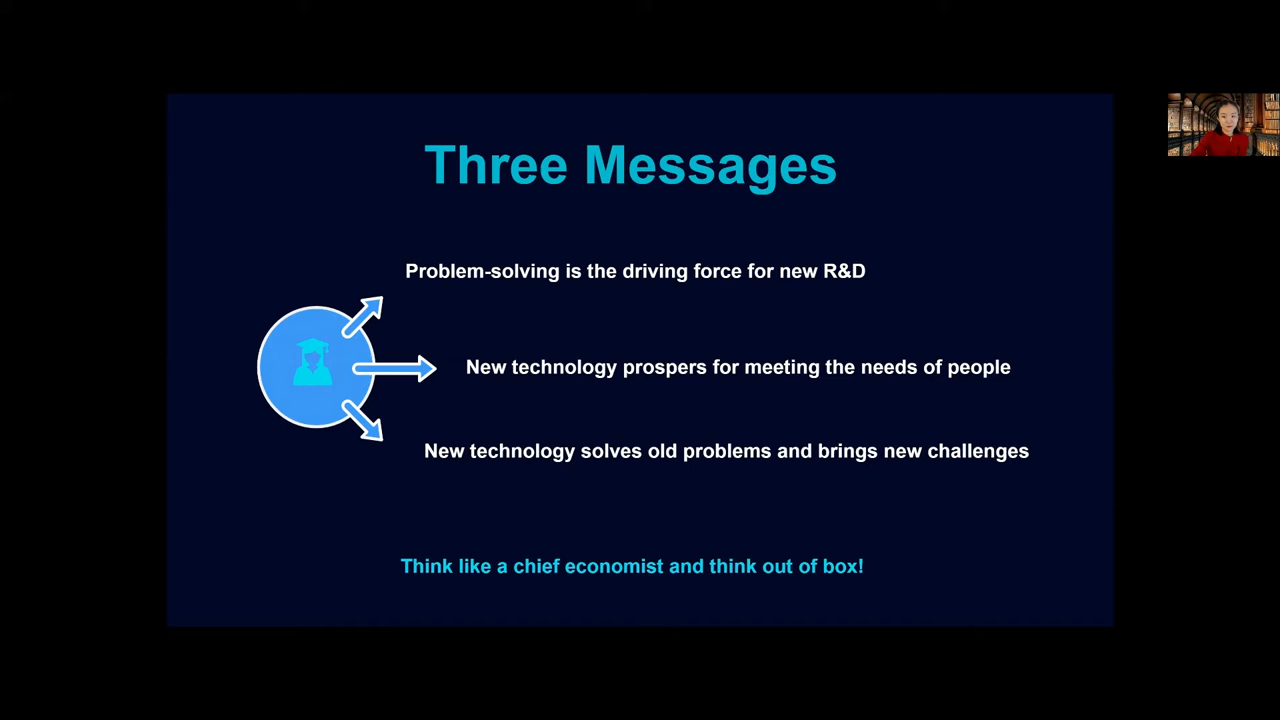 Three Messages
Problem-solving is the driving force for new R&D
New technology prospers for meeting the needs of people
New technology solves old problems and brings new challenges
Think like a chief economist and think out of box!